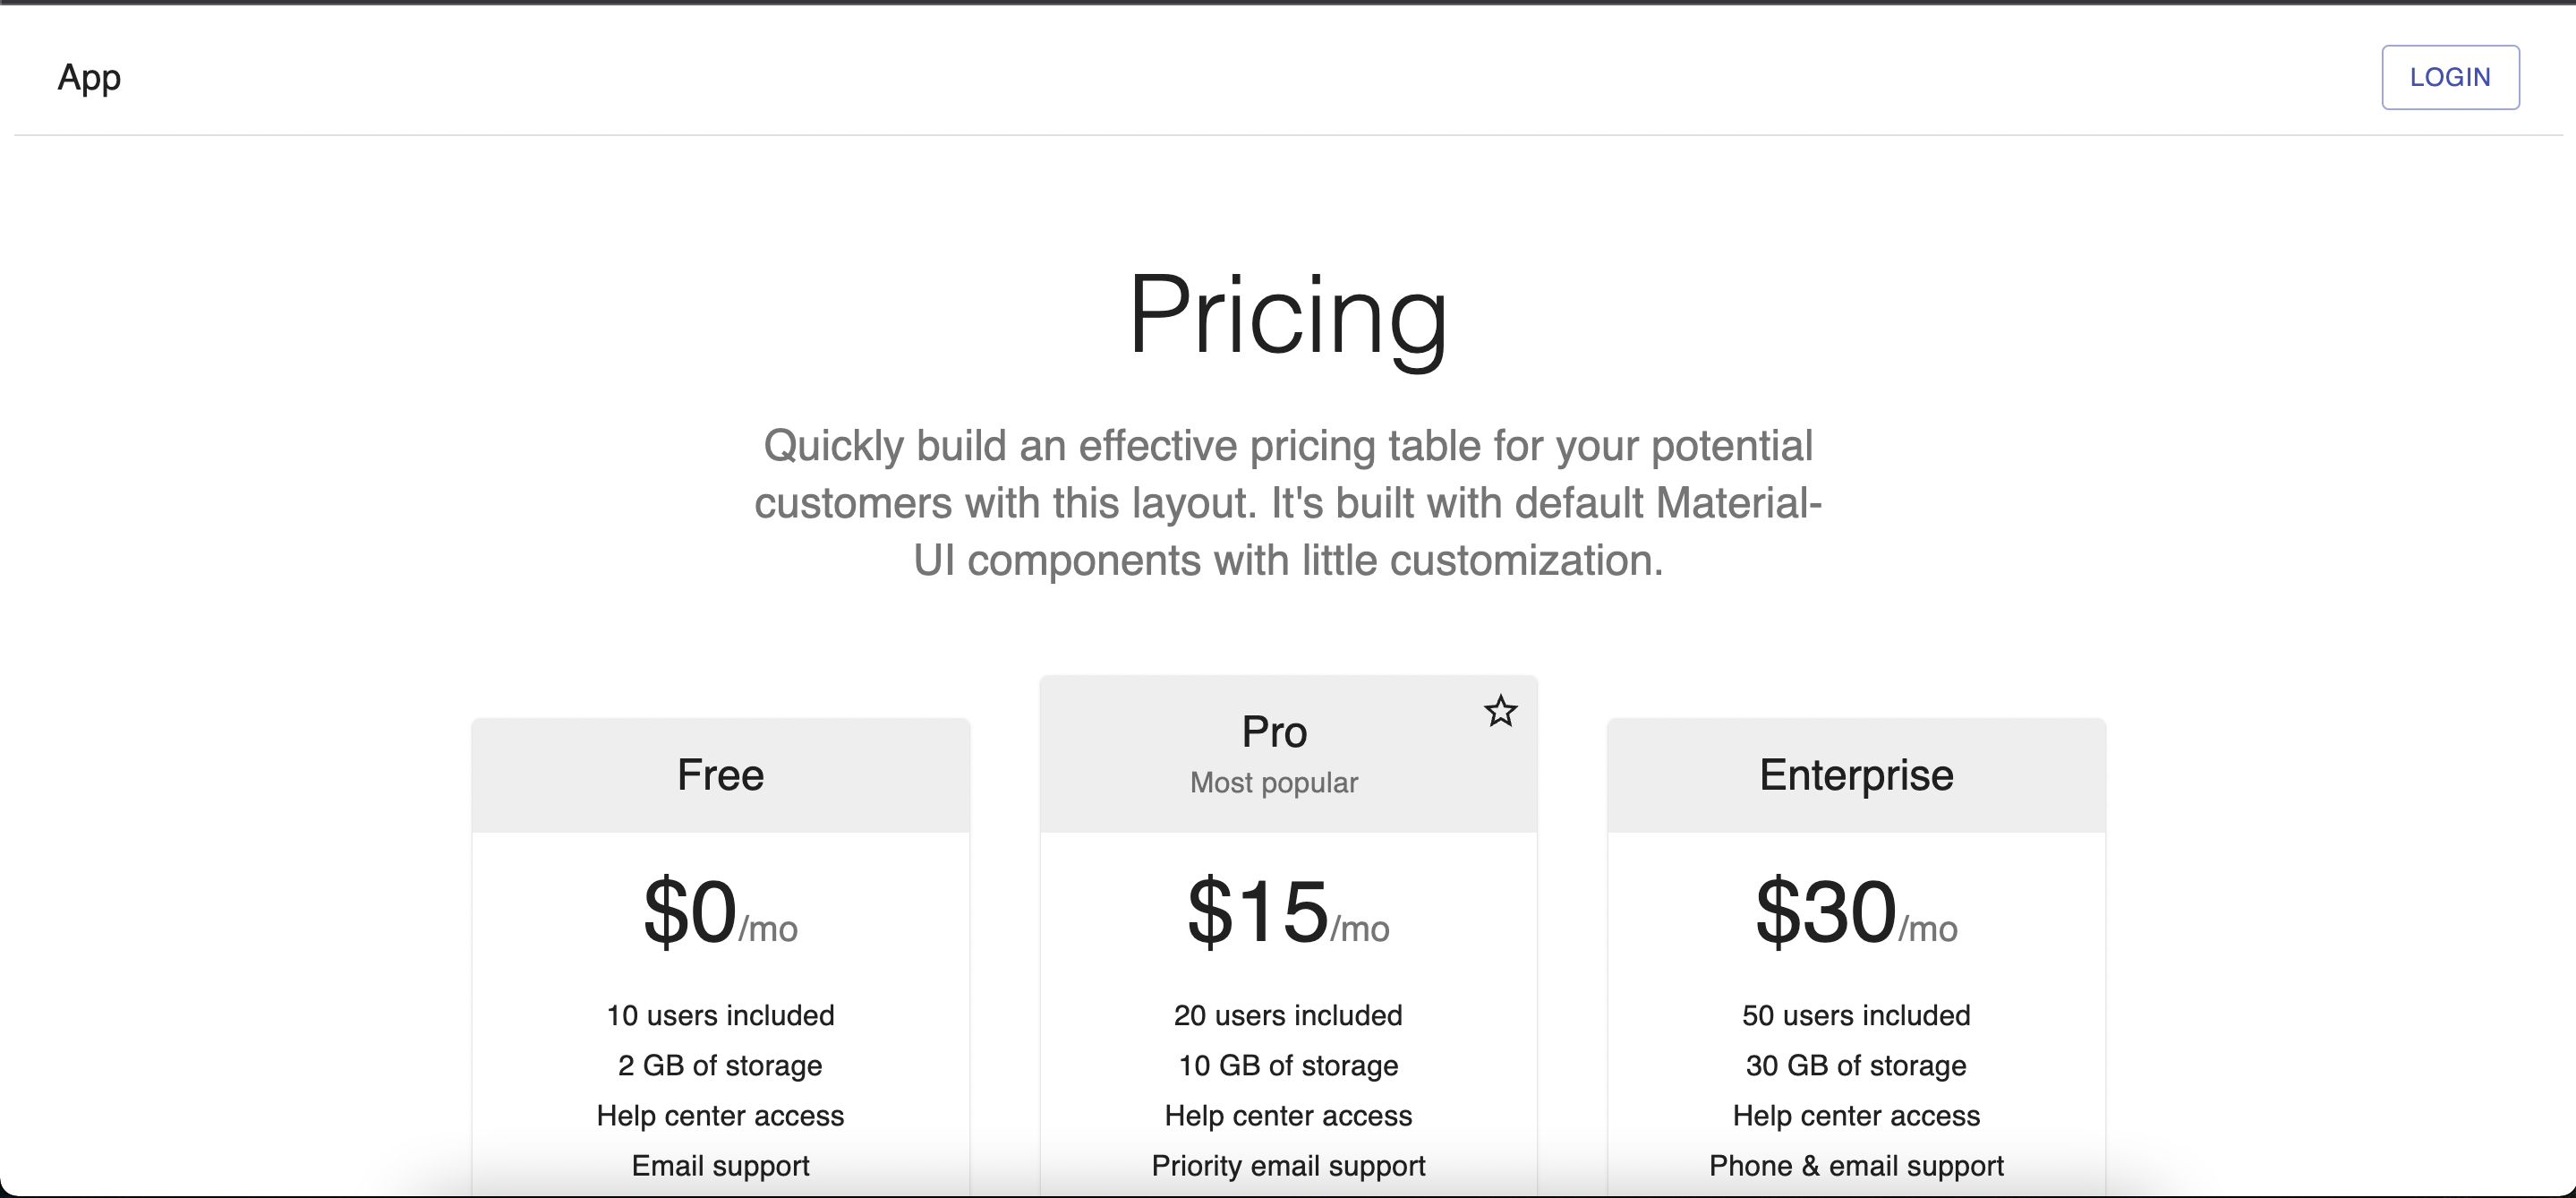 App
LOGIN
Pricing
Quickly build an effective pricing table for your potential
customers with this layout. It's built with default Material-
UI components with little customization.
Free
$0/mo
10 users included
2 GB of storage
Help center access
Email support
Pro
Most popular
$15/mo
20 users included
10 GB of storage
Help center access
Priority email support
Enterprise
$30/mo
50 users included
30 GB of storage
Help center access
Phone & email support